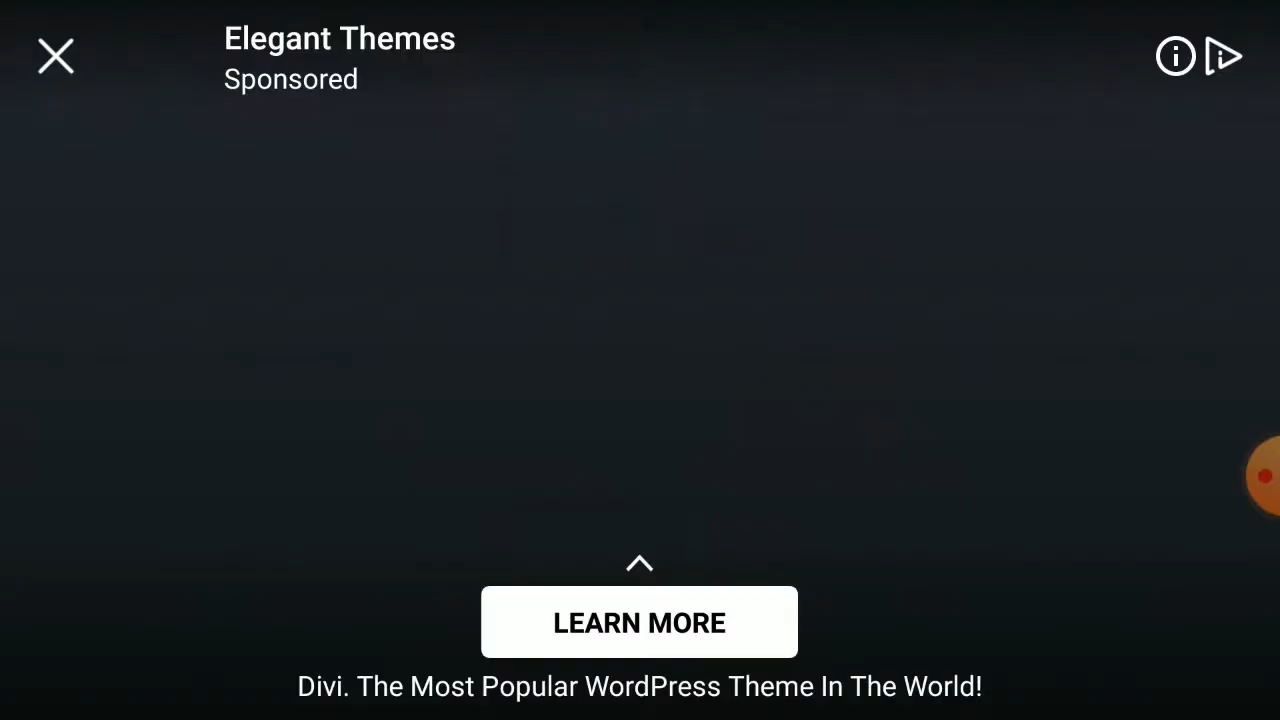 Elegant Themes
Sponsored
LEARN MORE
Divi. The Most Popular WordPress Theme In The World!